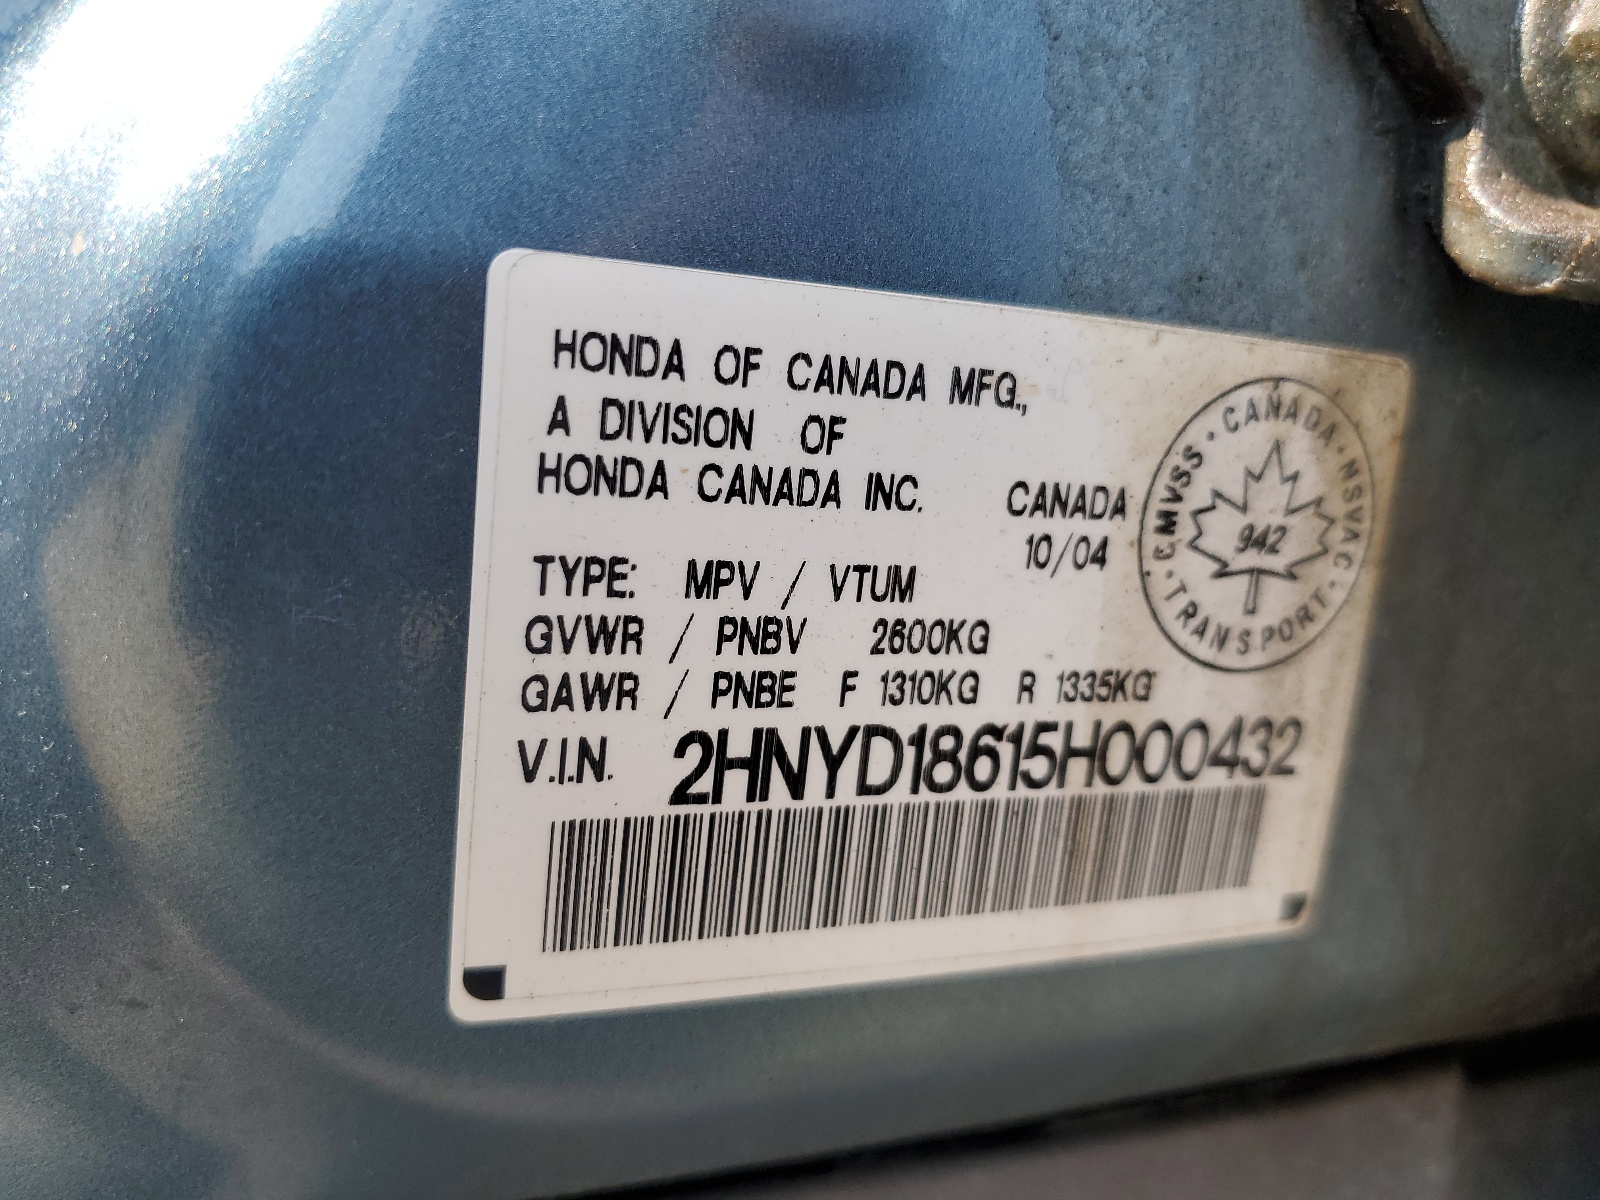 HONDA OF CANADA MFG.,
A DIVISION OF
HONDA CANADA INC.
CANADA
10/04
CMVSS · CANADA · NSVAC · TRANSPORT ·
942
TYPE: MPV / VTUM
GVWR / PNBV 2600KG
GAWR / PNBE F 1310KG R 1335KG
V.I.N. 2HNYD18615H000432